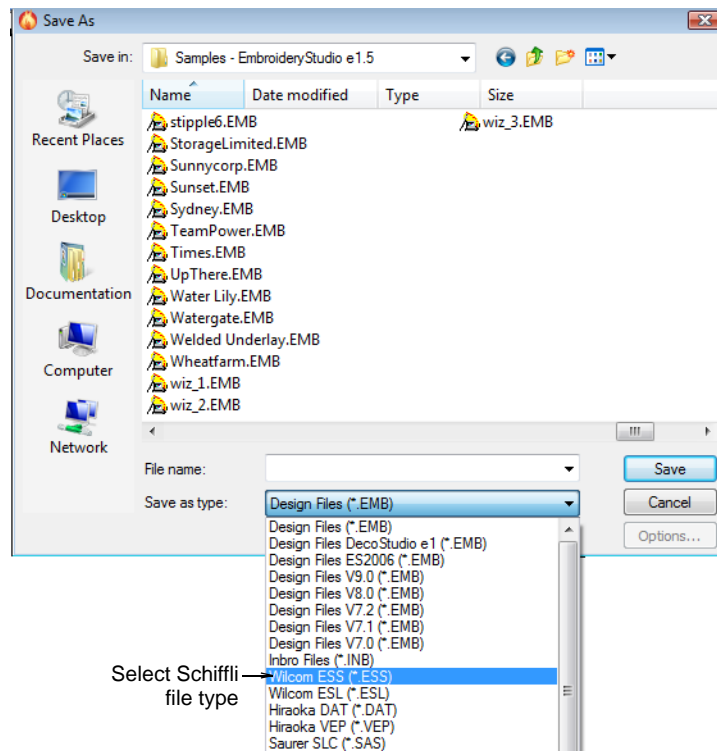 Save As
Save in: Samples - EmbroideryStudio e1.5
Name Date modified Type Size
Recent Places
Desktop
Documentation
Computer
Network
stipple6.EMB
StorageLimited.EMB
Sunnycorp.EMB
Sunset.EMB
Sydney.EMB
TeamPower.EMB
Times.EMB
UpThere.EMB
Water Lily.EMB
Watergate.EMB
Welded Underlay.EMB
Wheatfarm.EMB
wiz_1.EMB
wiz_2.EMB
wiz_3.EMB
File name:
Save
Save as type: Design Files (*.EMB)
Cancel
Options...
Design Files (*.EMB)
Design Files DecoStudio e1 (*.EMB)
Design Files ES2006 (*.EMB)
Design Files V9.0 (*.EMB)
Design Files V8.0 (*.EMB)
Design Files V7.2 (*.EMB)
Design Files V7.1 (*.EMB)
Design Files V7.0 (*.EMB)
Inbro Files (*.INB)
Wilcom ESS (*.ESS)
Wilcom ESL (*.ESL)
Hiraoka DAT (*.DAT)
Hiraoka VEP (*.VEP)
Saurer SLC (*.SAS)
Select Schiffli
file type